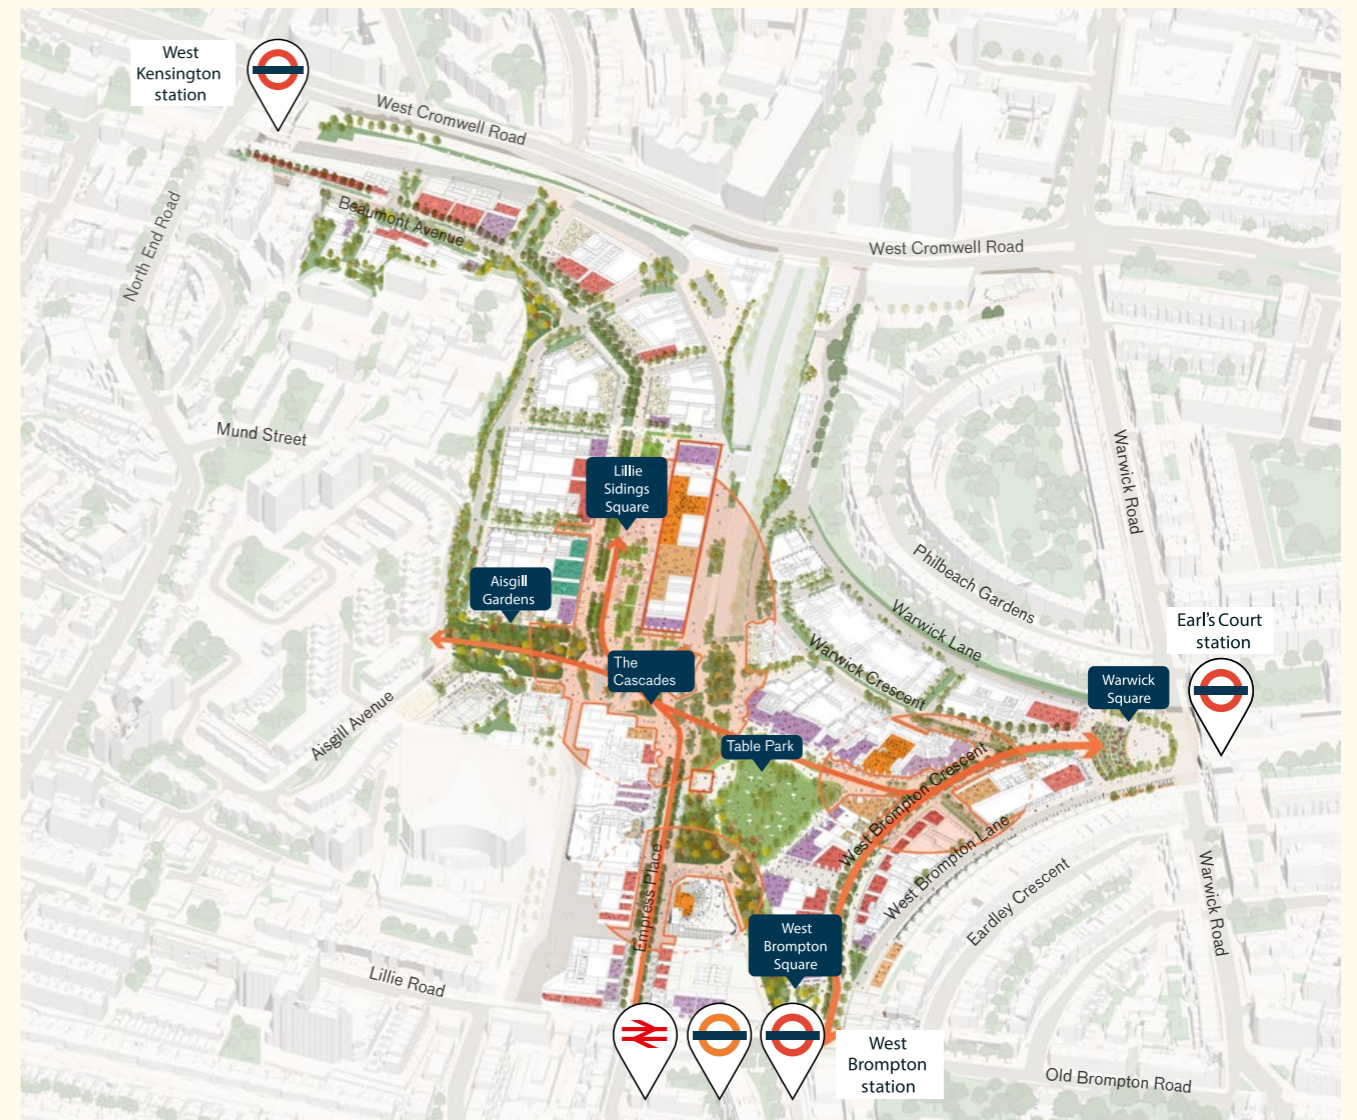 West
Kensington
station
West Cromwell Road
North End Road
Beaumont Avenue
West Cromwell Road
Mund Street
Warwick Road
Lillie
Sidings
Square
Philbeach Gardens
Aisgill
Gardens
Warwick Lane
Earl's Court
station
Warwick Crescent
The
Cascades
Warwick
Square
Aisgill Avenue
Table Park
West Brompton Crescent
West Brompton Lane
Empress Place
Eardley Crescent
Warwick Road
West
Brompton
Square
Lillie Road
West
Brompton
station
Old Brompton Road